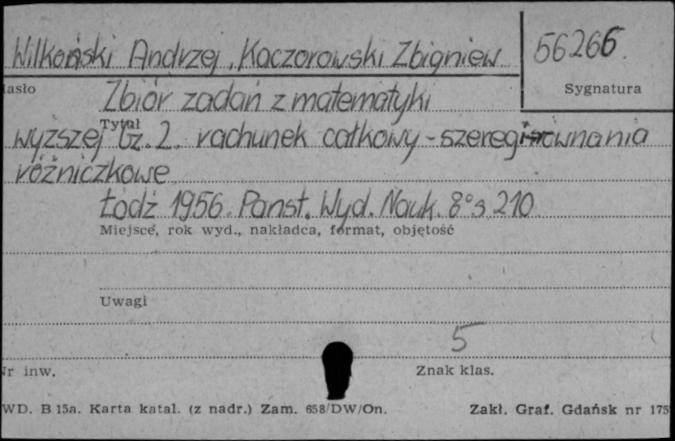 Wilkoński Andrzej, Kaczorowski Zbigniew
56266
asło
Sygnatura
Zbiór zadań z matematyki
Tytuł
wyższej Cz. 2. rachunek całkowy - szeregi - równania
różniczkowe
Łódź 1956. Państ. Wyd. Nauk. 8° s 210
Miejsce, rok wyd., nakładca, format, objętość
Uwagi
5
r inw.
Znak klas.
WD. B 15a. Karta katal. (z nadr.) Zam. 658/DW/On.
Zakł. Graf. Gdańsk nr 175